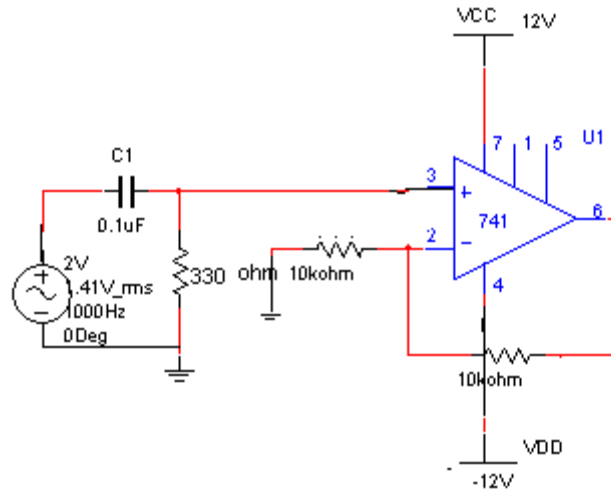 VCC
12V
7
1
5
U1
C1
3
+
6
0.1uF
741
2
−
330 ohm
10kohm
2V
+
.41V_rms
1000Hz
−
0Deg
4
10kohm
VDD
-12V